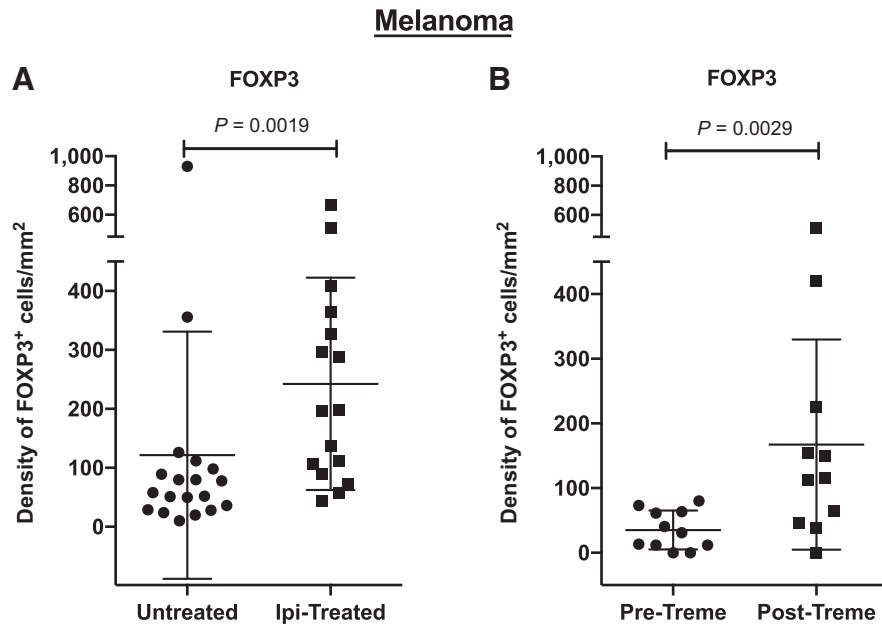 Melanoma
A
FOXP3
P = 0.0019
1,000
800
600
400
300
200
100
0
Density of FOXP3+ cells/mm2
Untreated
Ipi-Treated
B
FOXP3
P = 0.0029
1,000
800
600
400
300
200
100
0
Density of FOXP3+ cells/mm2
Pre-Treme
Post-Treme